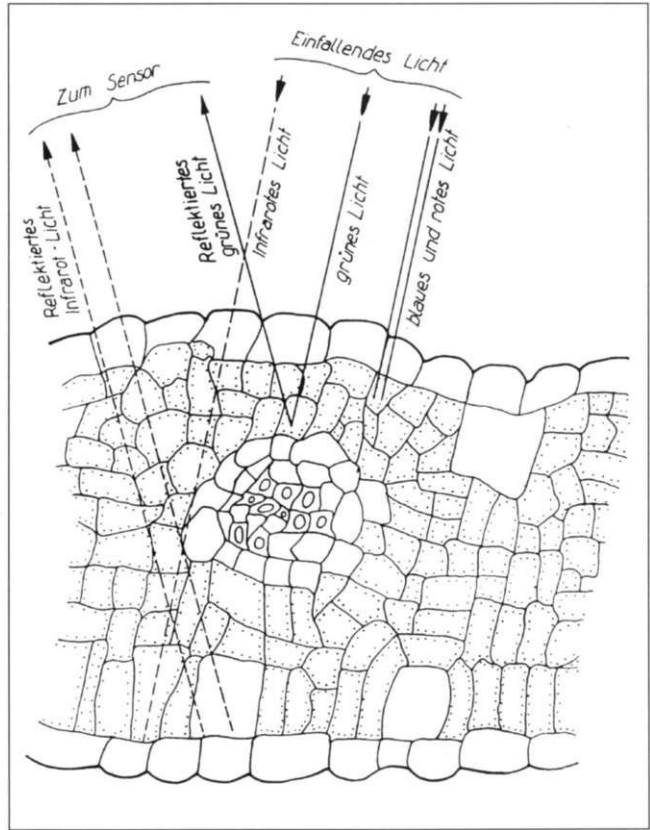 Einfallendes Licht
Zum Sensor
Reflektiertes
Infrarot-Licht
Reflektiertes
grünes Licht
Infrarotes Licht
grünes Licht
blaues und rotes Licht